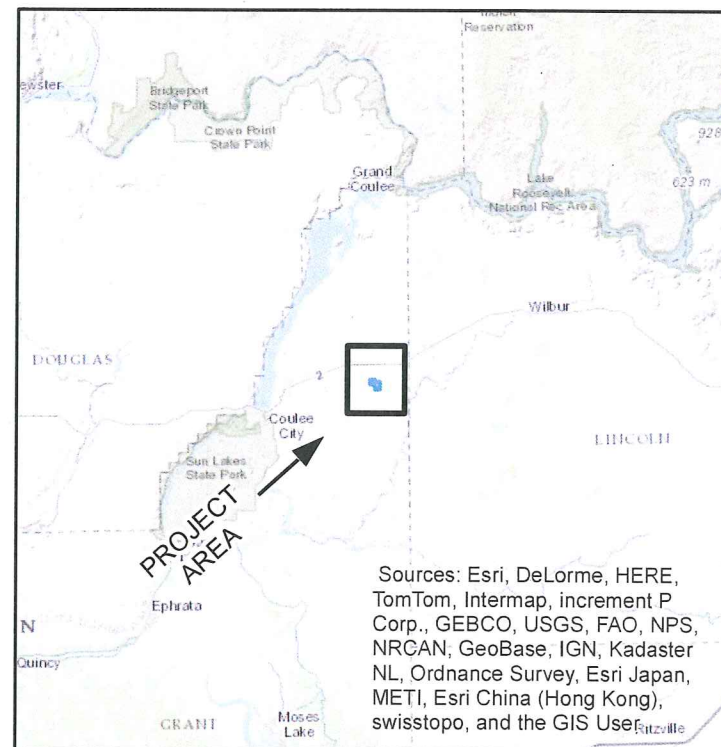 Reservation
ewster
Bridgeport
State Park
Crown Point
State Park
928
Grand
Coulee
Lake
Roosevelt
National Rec Area
623 m
Wilbur
DOUGLAS
2
Coulee
City
LINCOLN
Sun Lakes
State Park
PROJECT
AREA
Ephrata
N
Quincy
GRANT
Moses
Lake
Sources: Esri, DeLorme, HERE,
TomTom, Intermap, increment P
Corp., GEBCO, USGS, FAO, NPS,
NRCAN, GeoBase, IGN, Kadaster
NL, Ordnance Survey, Esri Japan,
METI, Esri China (Hong Kong),
swisstopo, and the GIS User
Ritzville